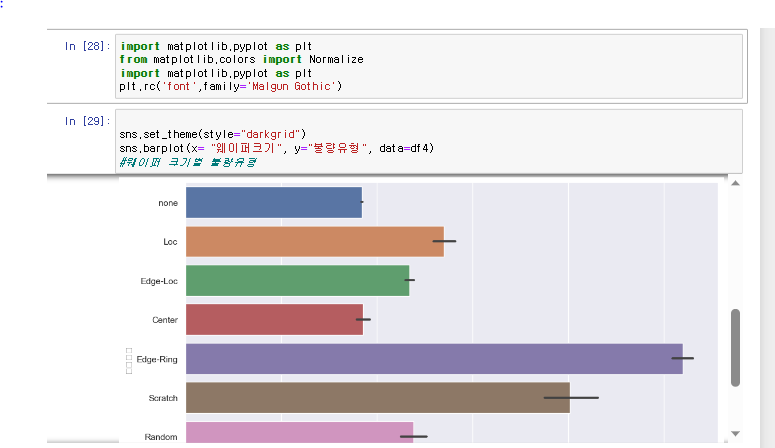 :
In [28]:
import matplotlib.pyplot as plt
from matplotlib.colors import Normalize
import matplotlib.pyplot as plt
plt.rc('font',family='Malgun Gothic')
In [29]:
sns.set_theme(style="darkgrid")
sns.barplot(x= "웨이퍼크기", y="불량유형", data=df4)
#웨이퍼 크기별 불량유형
none
Loc
Edge-Loc
Center
□□□□ Edge-Ring
Scratch
Random